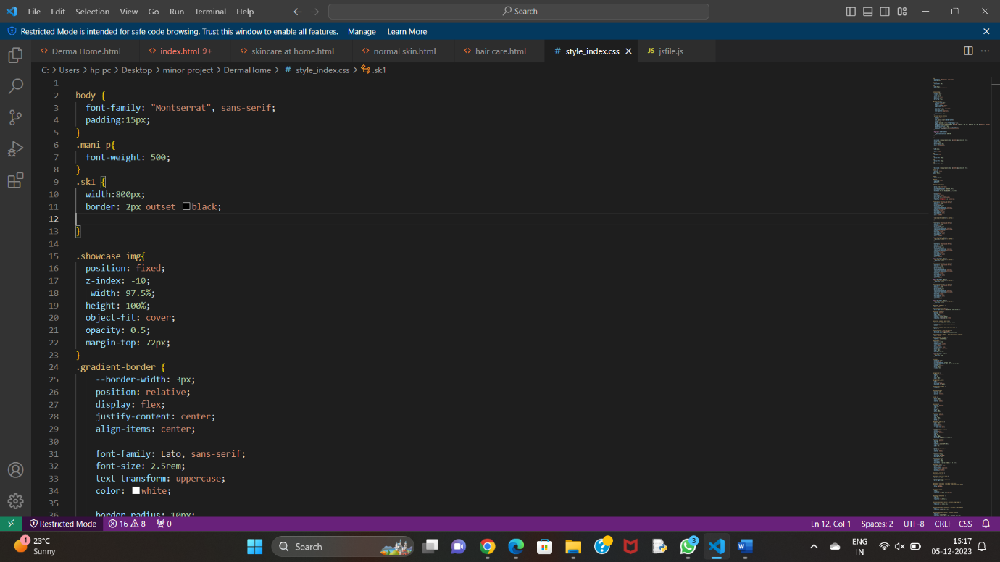 File Edit Selection View Go Run Terminal Help Search
Restricted Mode is intended for safe code browsing. Trust this window to enable all features. Manage Learn More
Derma Home.html index.html 9+ skincare at home.html normal skin.html hair care.html # style_index.css JS jsfile.js
C: > Users > hp pc > Desktop > minor project > DermaHome > # style_index.css > .sk1
1
2 body {
3 font-family: "Montserrat", sans-serif;
4 padding:15px;
5 }
6 .mani p{
7 font-weight: 500;
8 }
9 .sk1 {
10 width:800px;
11 border: 2px outset black;
12
13 }
14
15 .showcase img{
16 position: fixed;
17 z-index: -10;
18 width: 97.5%;
19 height: 100%;
20 object-fit: cover;
21 opacity: 0.5;
22 margin-top: 72px;
23 }
24 .gradient-border {
25 --border-width: 3px;
26 position: relative;
27 display: flex;
28 justify-content: center;
29 align-items: center;
30
31 font-family: Lato, sans-serif;
32 font-size: 2.5rem;
33 text-transform: uppercase;
34 color: white;
35
36 border-radius: 10px;
Restricted Mode 16 8 0 Ln 12, Col 1 Spaces: 2 UTF-8 CRLF CSS
1 23°C
Sunny
Search
3
ENG
IN
15:17
05-12-2023